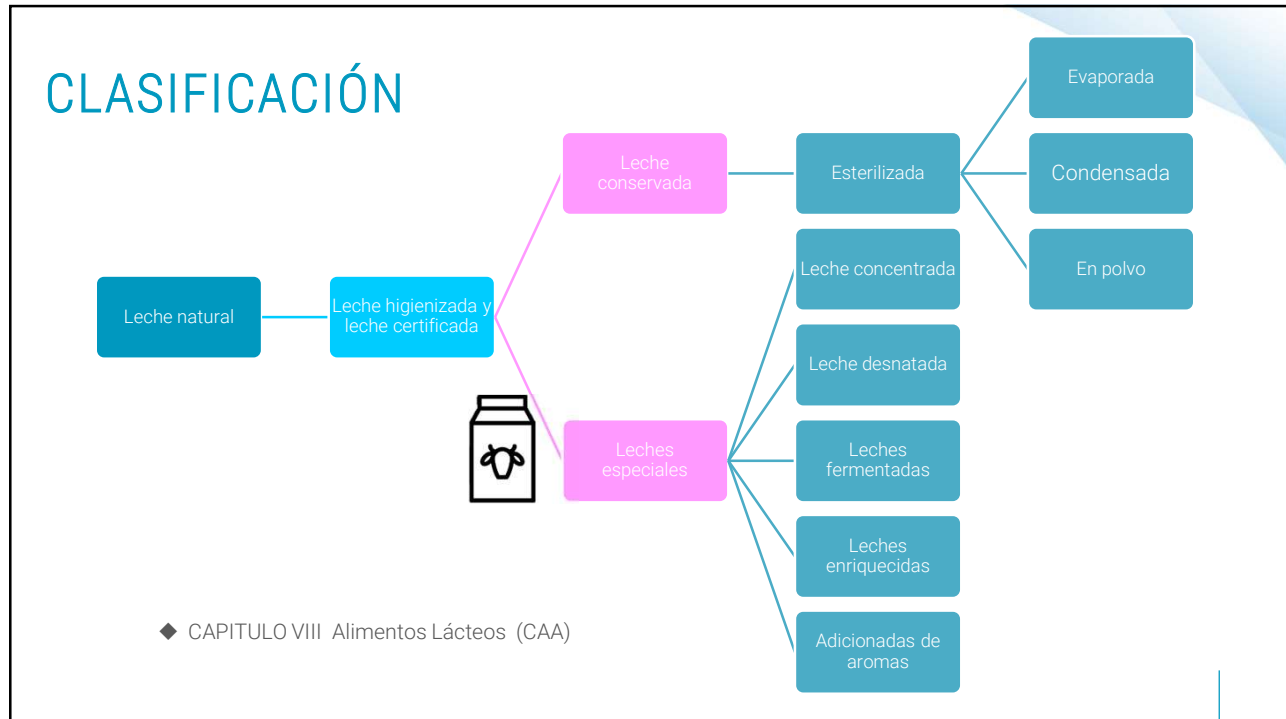 CLASIFICACIÓN
Leche natural
Leche higienizada y
leche certificada
Leche
conservada
Esterilizada
Evaporada
Condensada
En polvo
Leches
especiales
Leche concentrada
Leche desnatada
Leches
fermentadas
Leches
enriquecidas
Adicionadas de
aromas
◆ CAPITULO VIII Alimentos Lácteos (CAA)